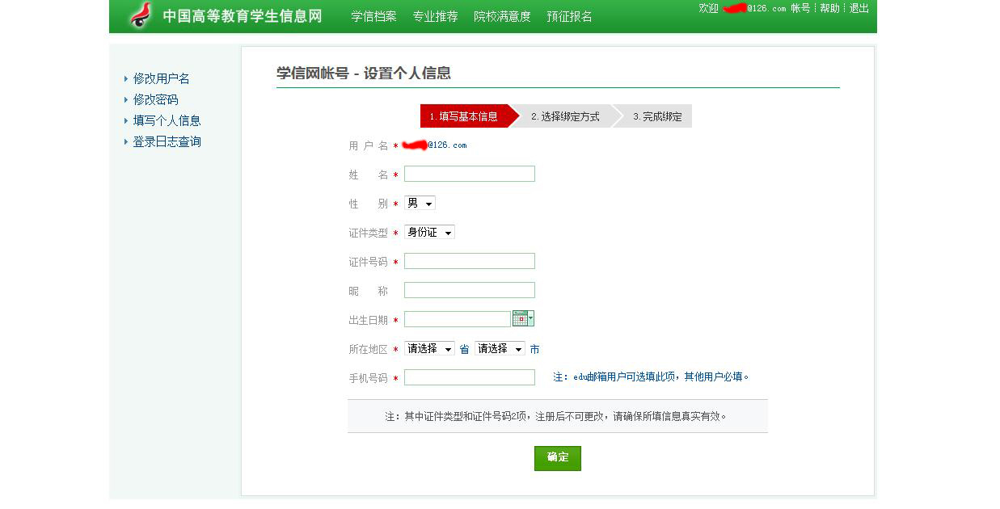 中国高等教育学生信息网 学信档案 专业推荐 院校满意度 预征报名 欢迎 @126.com 帐号 帮助 退出
修改用户名
修改密码
填写个人信息
登录日志查询
学信网帐号 - 设置个人信息
1.填写基本信息 2.选择绑定方式 3.完成绑定
用户名 * @126.com
姓 名 *
性 别 * 男
证件类型 * 身份证
证件号码 *
昵 称
出生日期 *
所在地区 * 请选择 省 请选择 市
手机号码 * 注：edu邮箱用户可选填此项，其他用户必填。
注：其中证件类型和证件号码2项，注册后不可更改，请确保所填信息真实有效。
确定